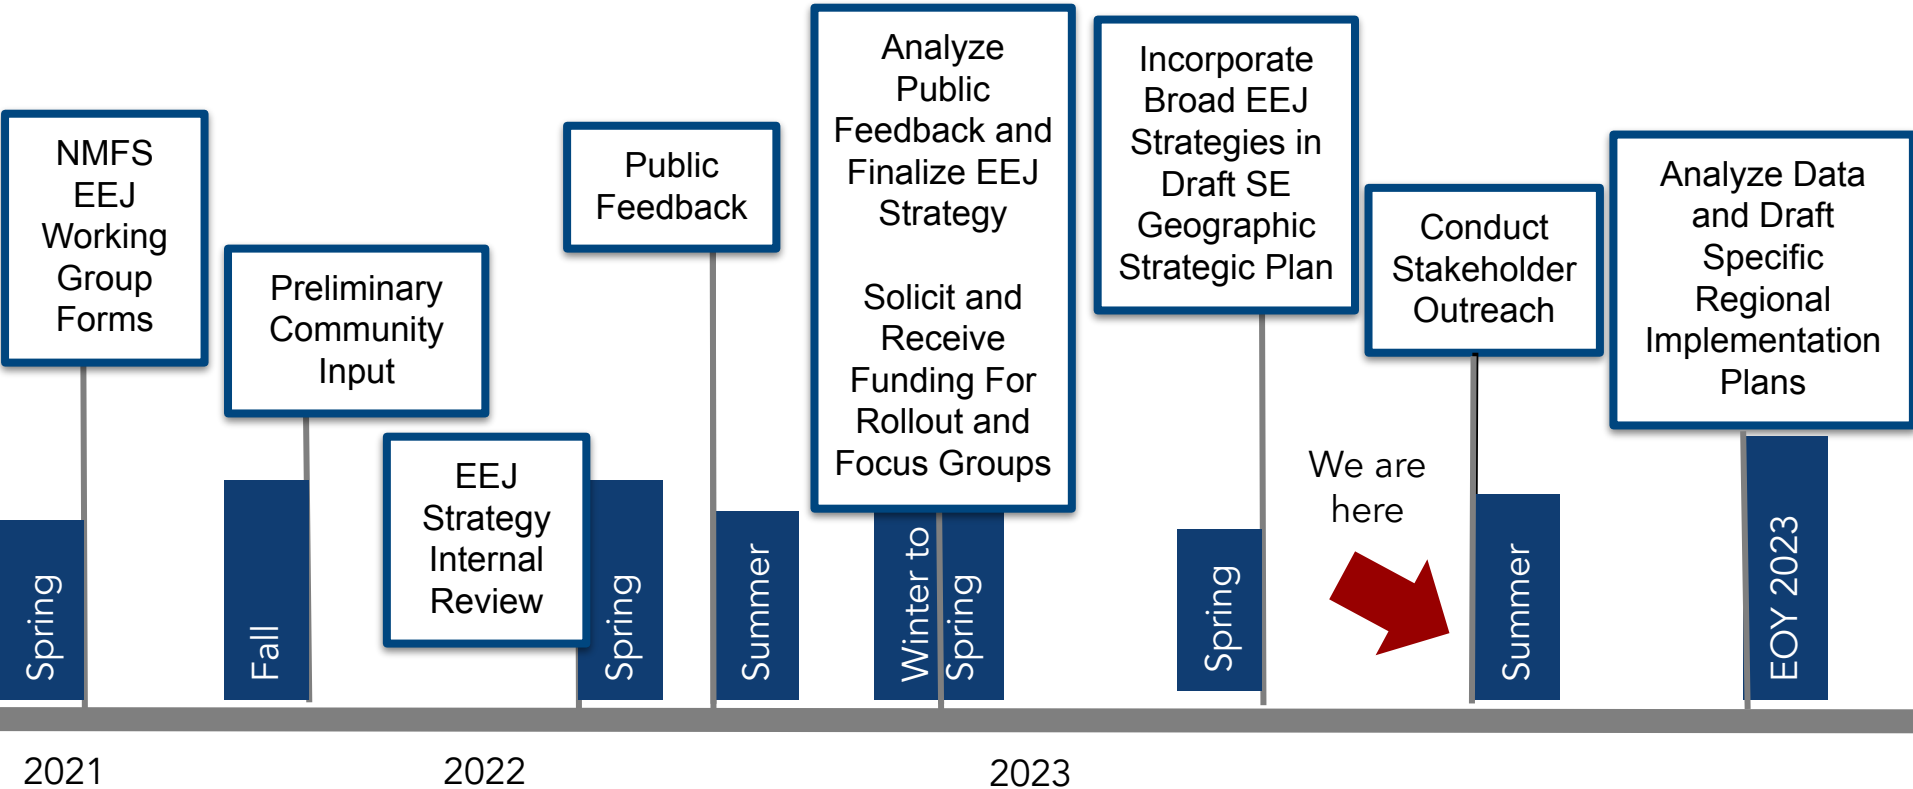 NMFS
EEJ
Working
Group
Forms
Preliminary
Community
Input
EEJ
Strategy
Internal
Review
Public
Feedback
Analyze
Public
Feedback and
Finalize EEJ
Strategy
Solicit and
Receive
Funding For
Rollout and
Focus Groups
Incorporate
Broad EEJ
Strategies in
Draft SE
Geographic
Strategic Plan
Conduct
Stakeholder
Outreach
Analyze Data
and Draft
Specific
Regional
Implementation
Plans
We are
here
Spring
Fall
Spring
Summer
Winter to
Spring
Spring
Summer
EOY 2023
2021
2022
2023